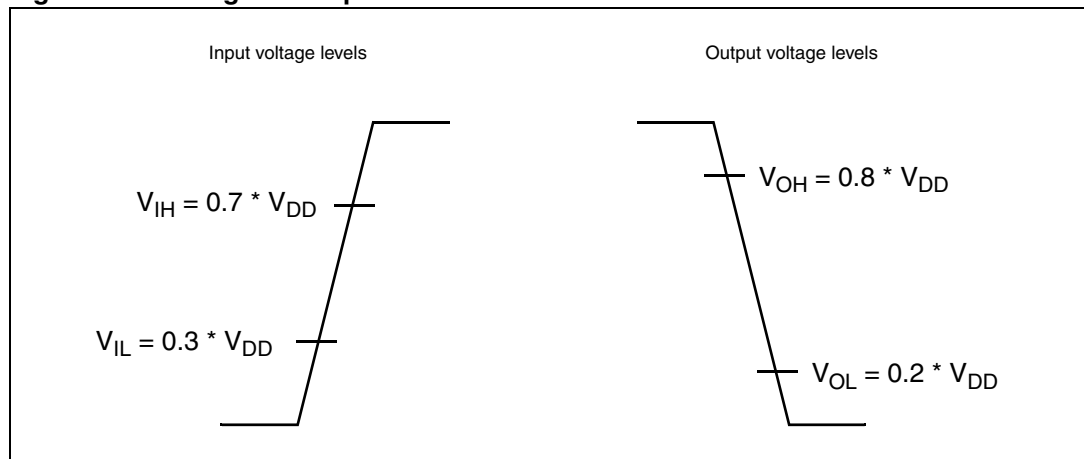 Input voltage levels
Output voltage levels
V_IH = 0.7 * V_DD
V_OH = 0.8 * V_DD
V_IL = 0.3 * V_DD
V_OL = 0.2 * V_DD